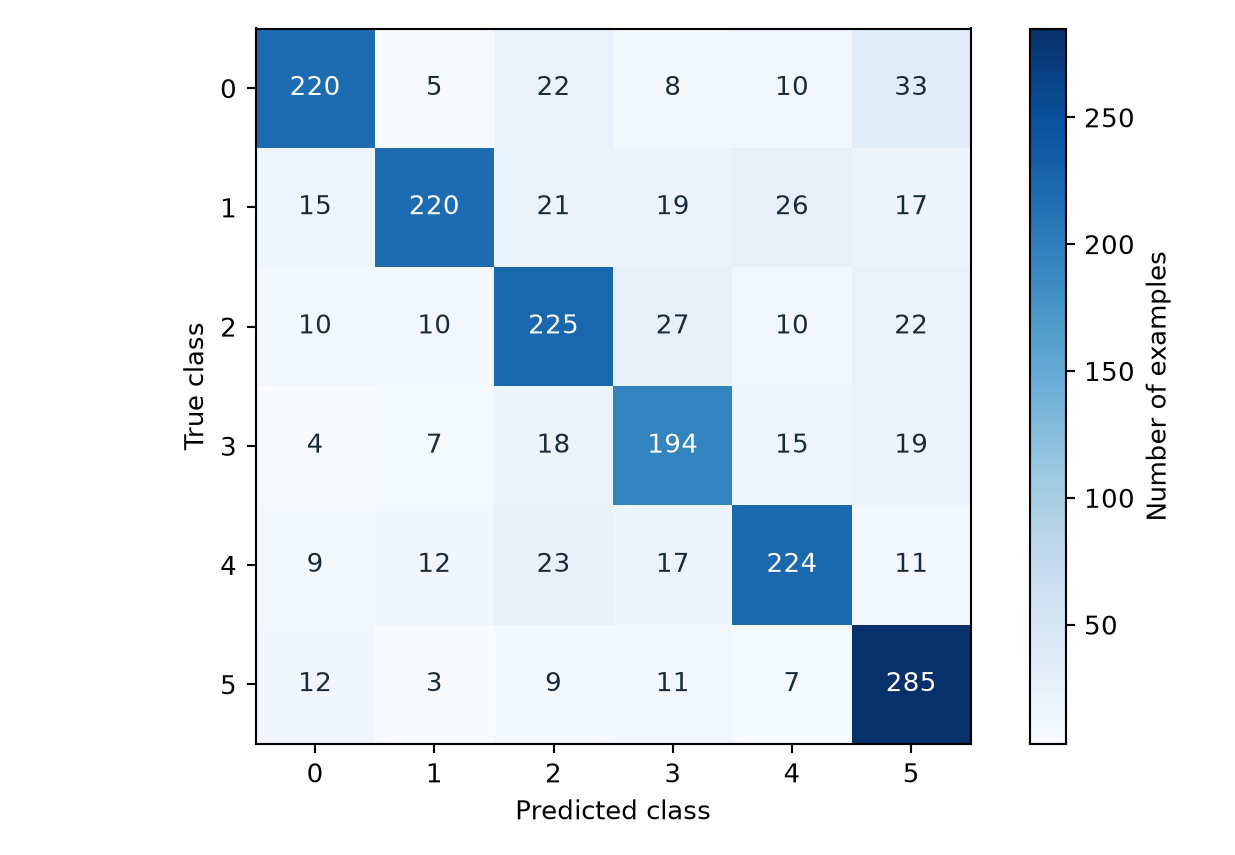 0 220 5 22 8 10 33
1 15 220 21 19 26 17
2 10 10 225 27 10 22
3 4 7 18 194 15 19
4 9 12 23 17 224 11
5 12 3 9 11 7 285
True class
0 1 2 3 4 5
Predicted class
250
200
150
100
50
Number of examples